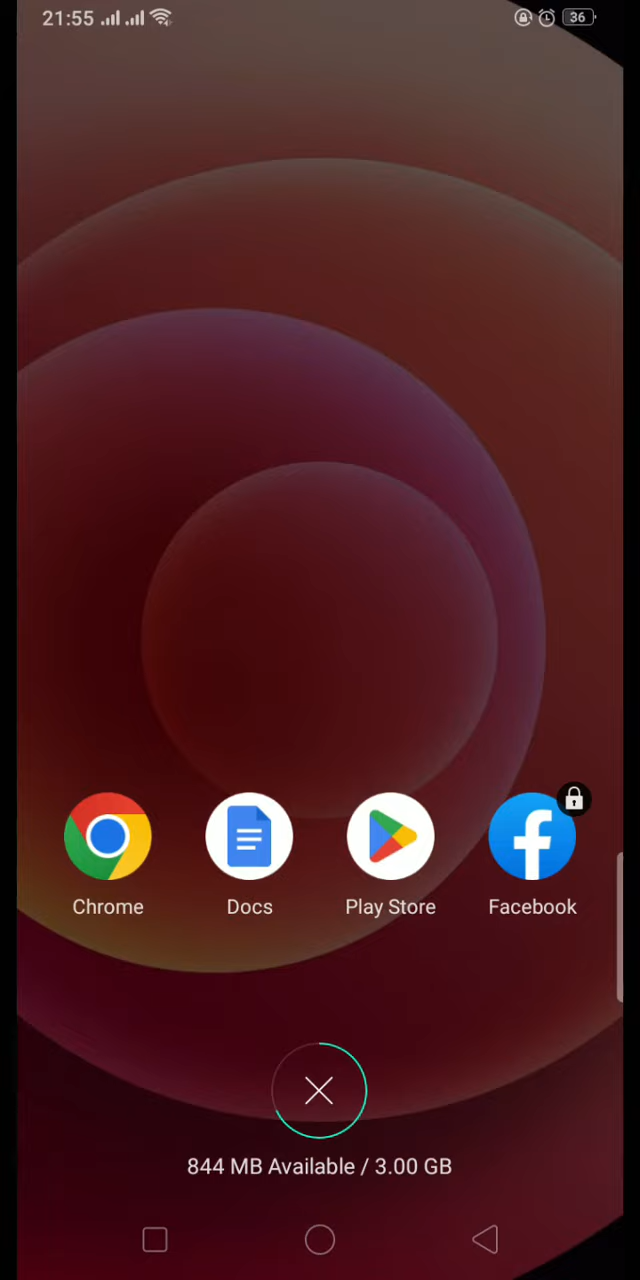 21:55
36
Chrome
Docs
Play Store
Facebook
844 MB Available / 3.00 GB